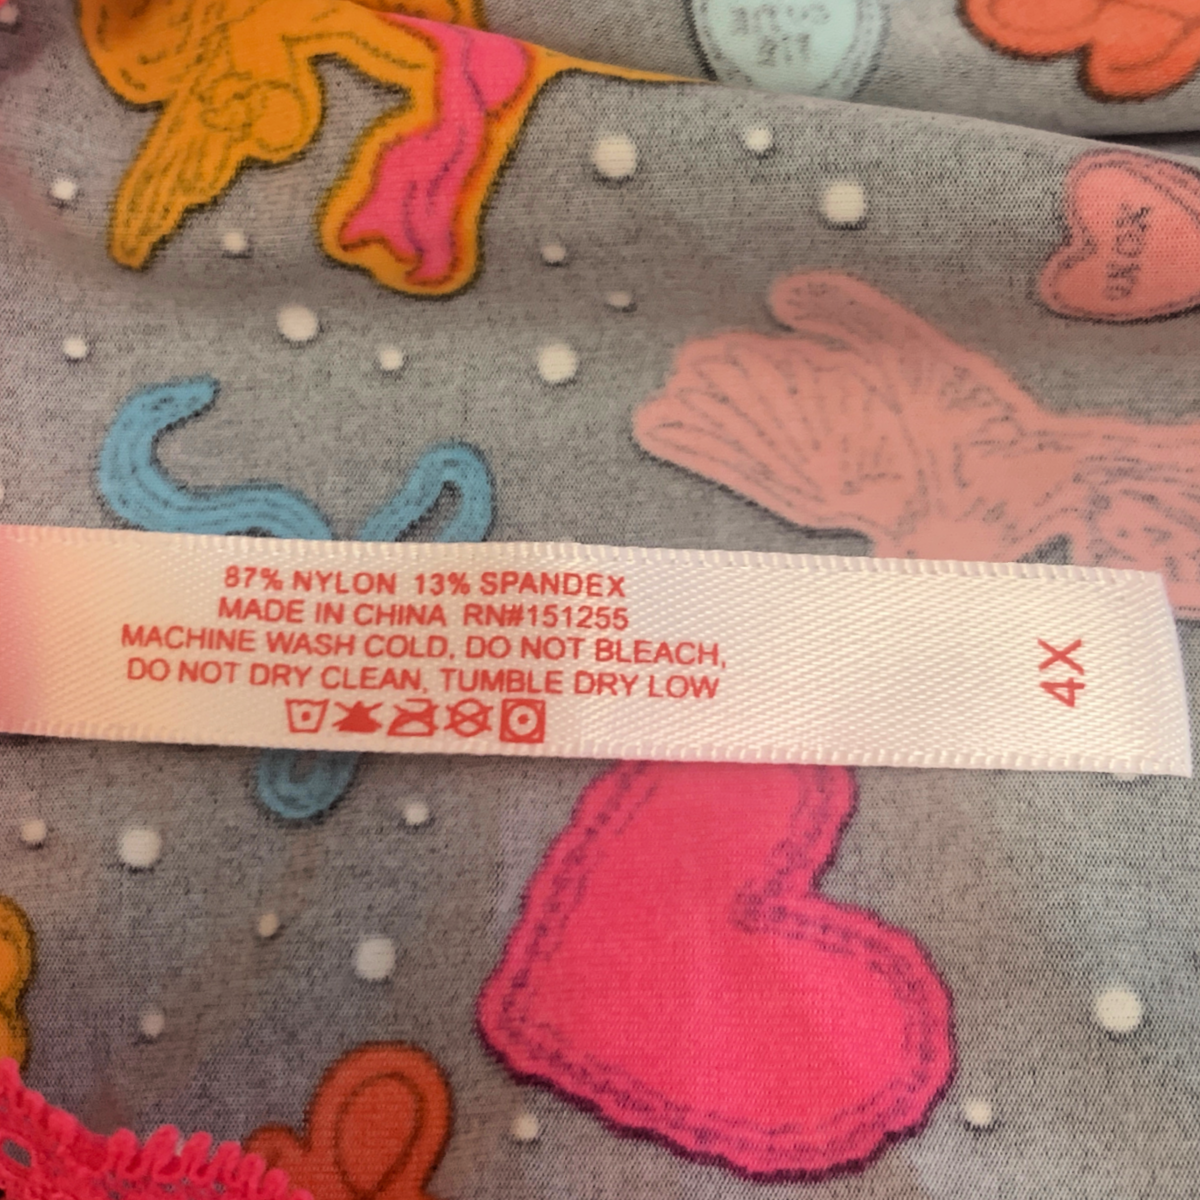 XOXO
87% NYLON 13% SPANDEX
MADE IN CHINA RN#151255
MACHINE WASH COLD, DO NOT BLEACH,
DO NOT DRY CLEAN, TUMBLE DRY LOW
4X